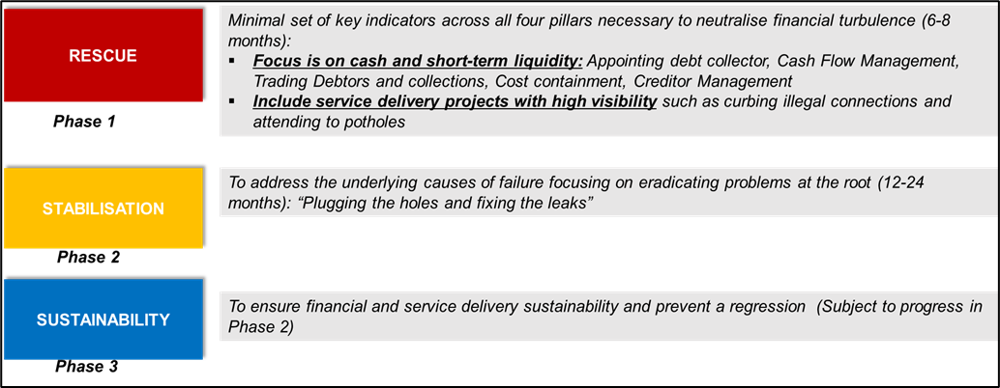 RESCUE
Phase 1
Minimal set of key indicators across all four pillars necessary to neutralise financial turbulence (6-8
months):
▪ Focus is on cash and short-term liquidity: Appointing debt collector, Cash Flow Management,
Trading Debtors and collections, Cost containment, Creditor Management
▪ Include service delivery projects with high visibility such as curbing illegal connections and
attending to potholes
STABILISATION
Phase 2
To address the underlying causes of failure focusing on eradicating problems at the root (12-24
months): “Plugging the holes and fixing the leaks”
SUSTAINABILITY
Phase 3
To ensure financial and service delivery sustainability and prevent a regression (Subject to progress in
Phase 2)